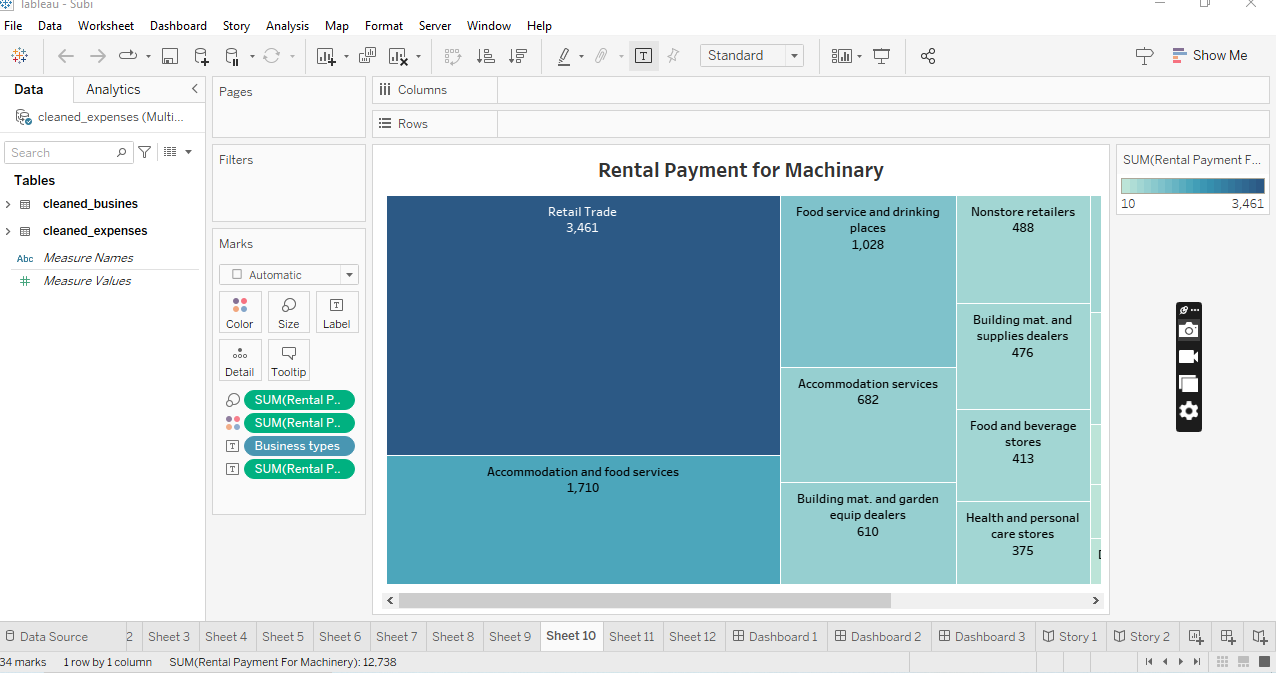 Tableau - Subi
File Data Worksheet Dashboard Story Analysis Map Format Server Window Help
Standard
Show Me
Data Analytics
cleaned_expenses (Multi...
Search
Tables
cleaned_busines
cleaned_expenses
Abc Measure Names
# Measure Values
Pages
Filters
Marks
Automatic
Color Size Label
Detail Tooltip
SUM(Rental P..
SUM(Rental P..
Business types
SUM(Rental P..
Columns
Rows
Rental Payment for Machinary
Retail Trade
3,461
Accommodation and food services
1,710
Food service and drinking
places
1,028
Accommodation services
682
Building mat. and garden
equip dealers
610
Nonstore retailers
488
Building mat. and
supplies dealers
476
Food and beverage
stores
413
Health and personal
care stores
375
SUM(Rental Payment F...
10 3,461
Data Source 2 Sheet 3 Sheet 4 Sheet 5 Sheet 6 Sheet 7 Sheet 8 Sheet 9 Sheet 10 Sheet 11 Sheet 12 Dashboard 1 Dashboard 2 Dashboard 3 Story 1 Story 2
34 marks 1 row by 1 column SUM(Rental Payment For Machinery): 12,738